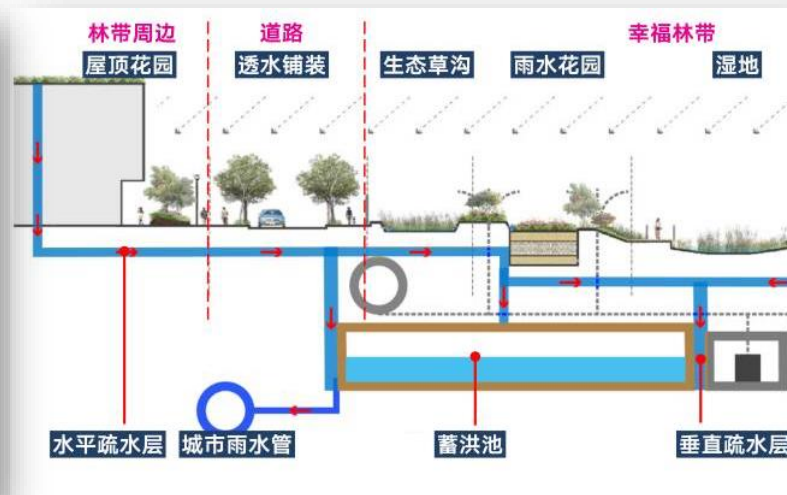 林带周边
道路
幸福林带
屋顶花园
透水铺装
生态草沟
雨水花园
湿地
水平疏水层
城市雨水管
蓄洪池
垂直疏水层